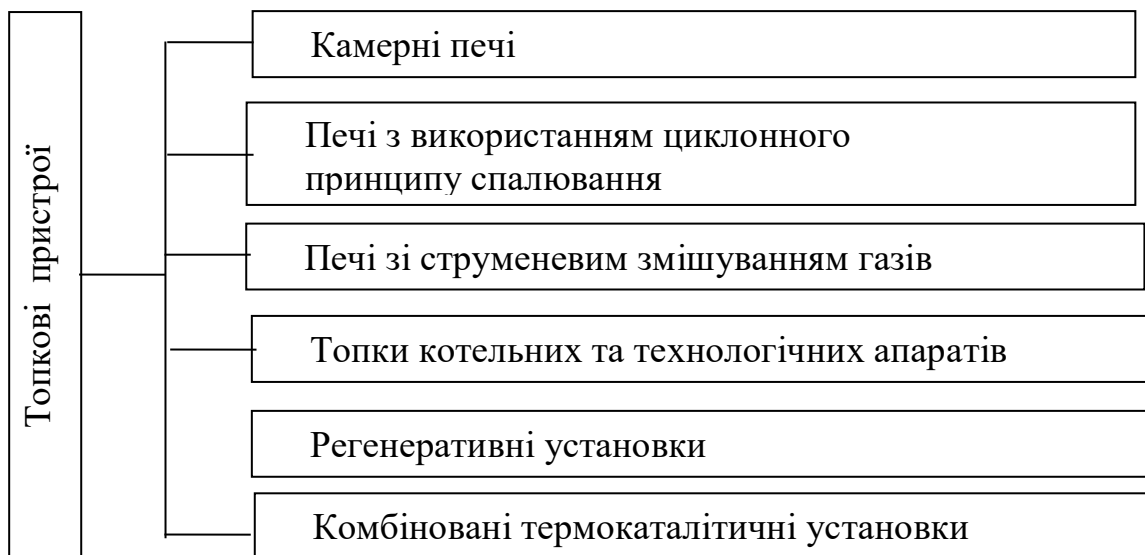 Топкові пристрої
Камерні печі
Печі з використанням циклонного
принципу спалювання
Печі зі струменевим змішуванням газів
Топки котельних та технологічних апаратів
Регенеративні установки
Комбіновані термокаталітичні установки